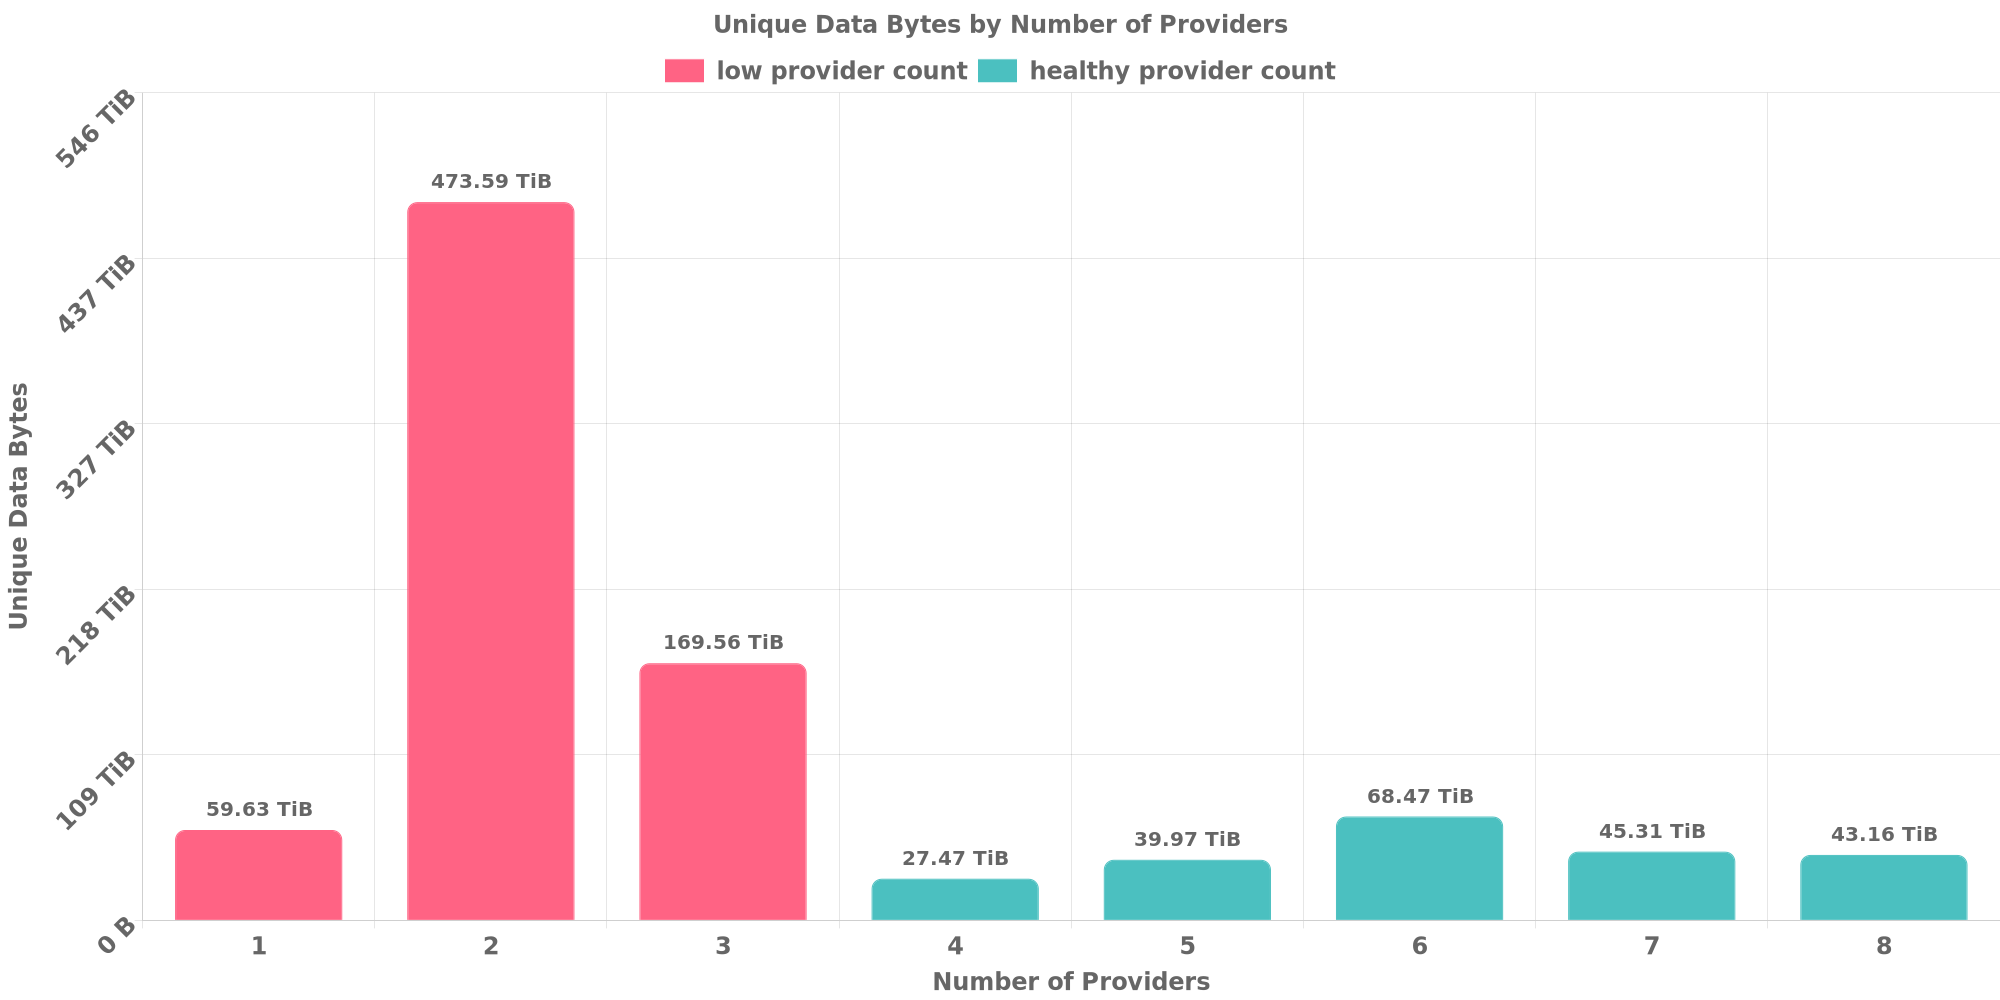 Unique Data Bytes by Number of Providers
low provider count healthy provider count
546 TiB
437 TiB
327 TiB
218 TiB
109 TiB
0 B
Unique Data Bytes
59.63 TiB
473.59 TiB
169.56 TiB
27.47 TiB
39.97 TiB
68.47 TiB
45.31 TiB
43.16 TiB
1 2 3 4 5 6 7 8
Number of Providers